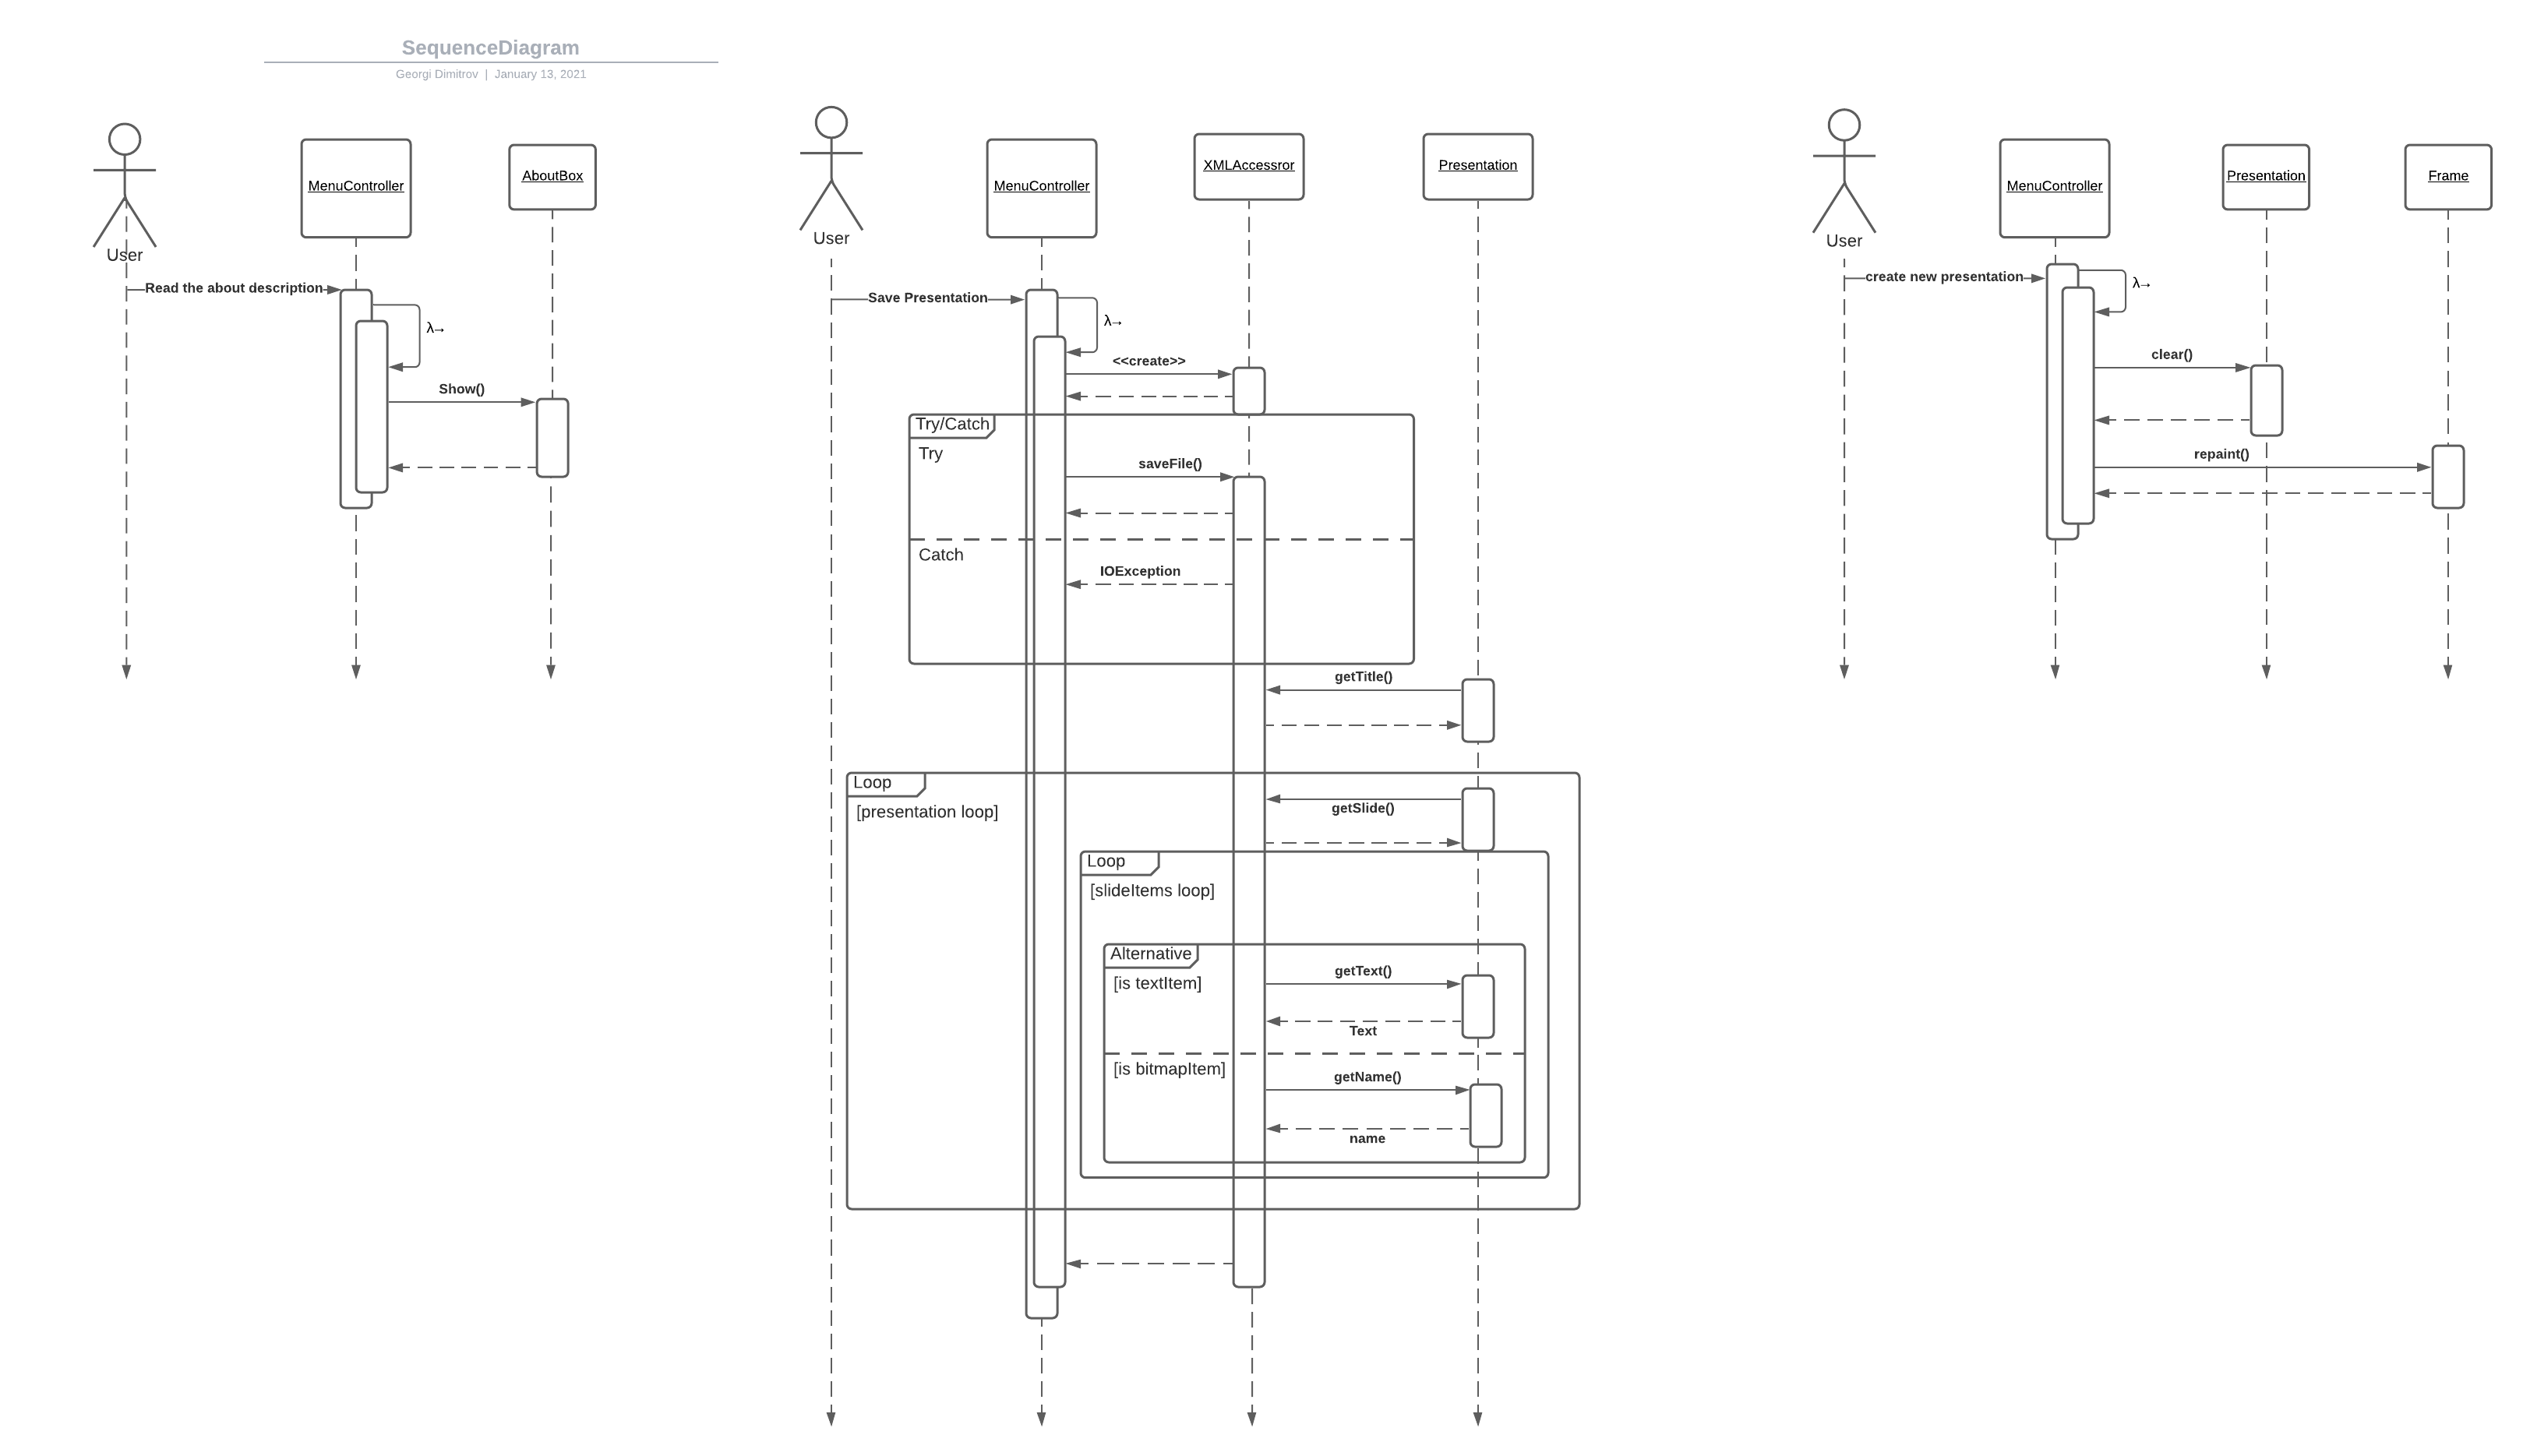 SequenceDiagram
Georgi Dimitrov | January 13, 2021
User
MenuController
AboutBox
Read the about description
λ→
Show()
User
MenuController
XMLAccessror
Presentation
Save Presentation
λ→
<<create>>
Try/Catch
Try
saveFile()
Catch
IOException
getTitle()
Loop
[presentation loop]
getSlide()
Loop
[slideItems loop]
Alternative
[is textItem]
getText()
Text
[is bitmapItem]
getName()
name
User
MenuController
Presentation
Frame
create new presentation
λ→
clear()
repaint()